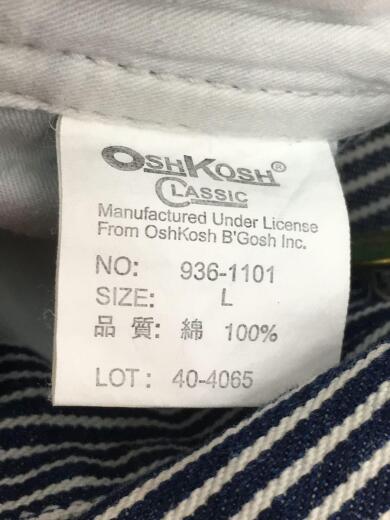 OSHKOSH®
CLASSIC
Manufactured Under License
From OshKosh B'Gosh Inc.
NO: 936-1101
SIZE: L
品 質: 綿 100%
LOT: 40-4065